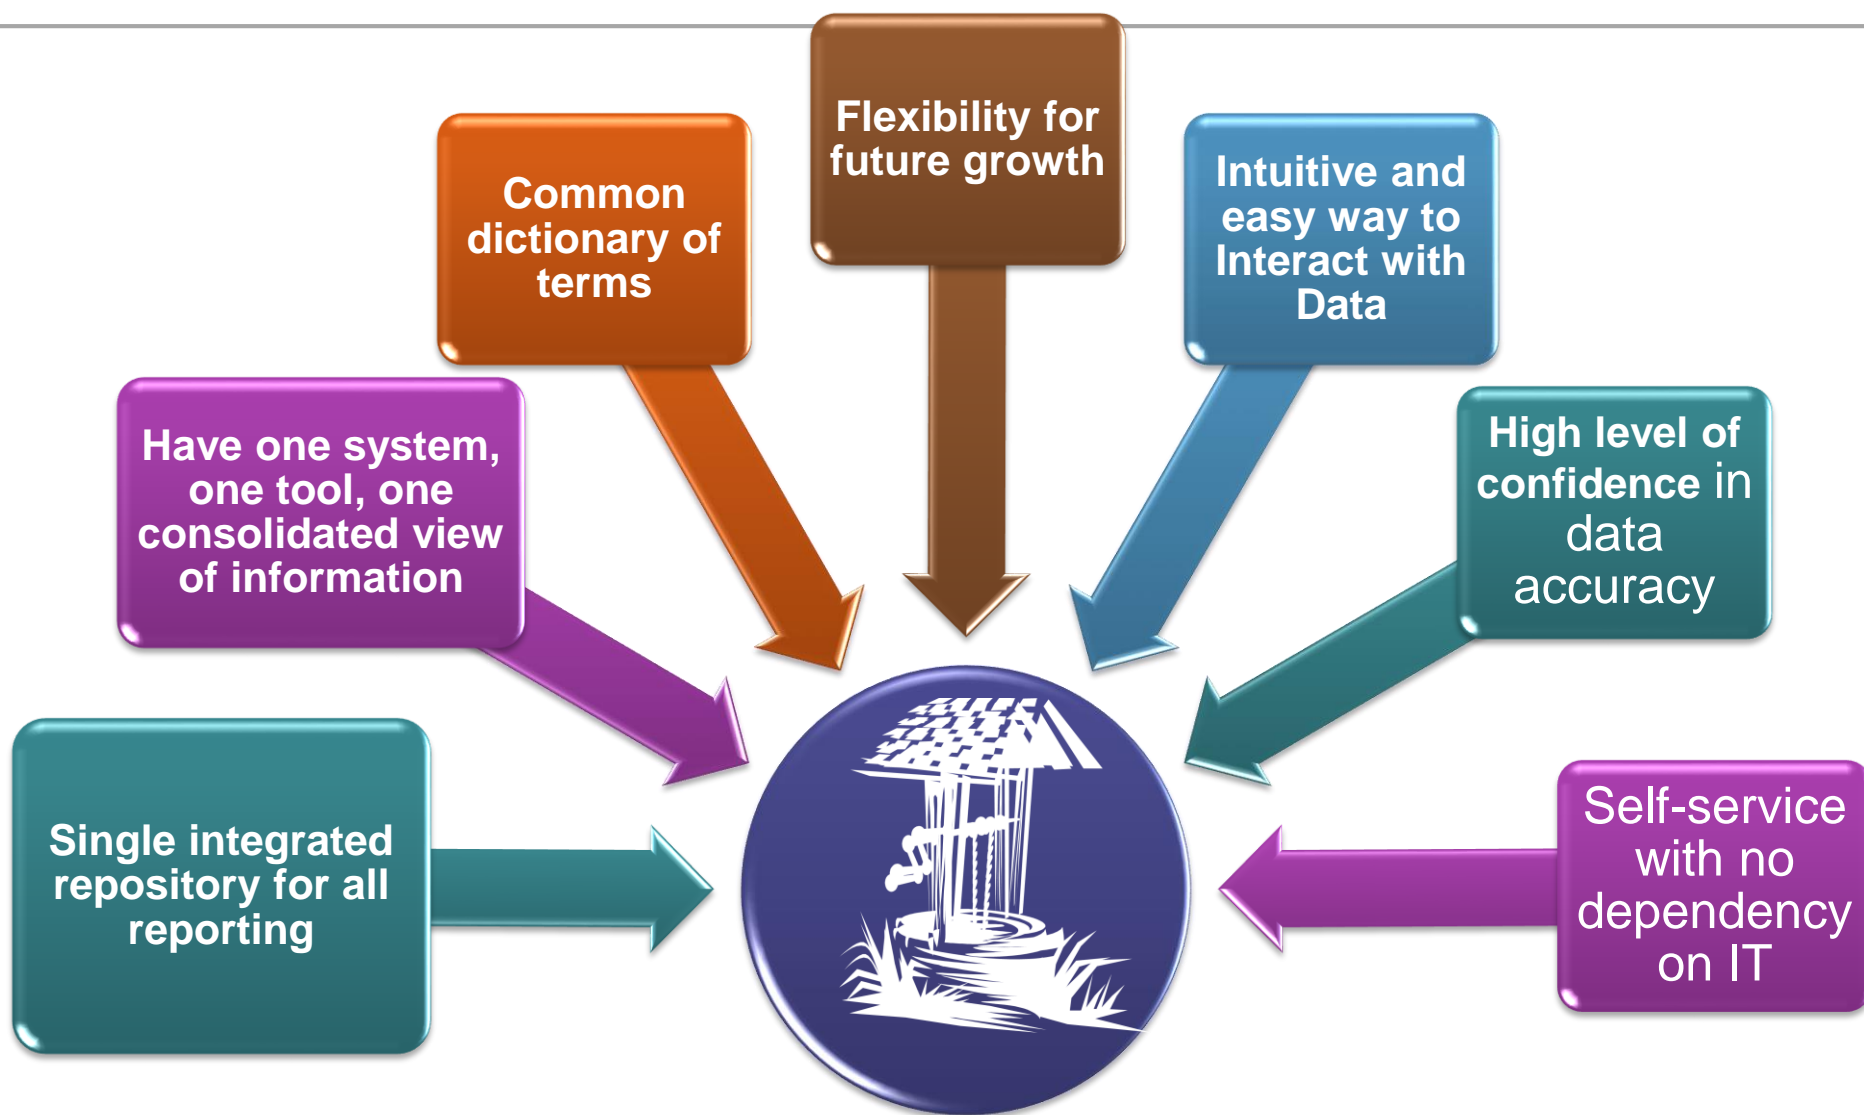 Flexibility for
future growth
Common
dictionary of
terms
Intuitive and
easy way to
Interact with
Data
Have one system,
one tool, one
consolidated view
of information
High level of
confidence in
data
accuracy
Single integrated
repository for all
reporting
Self-service
with no
dependency
on IT